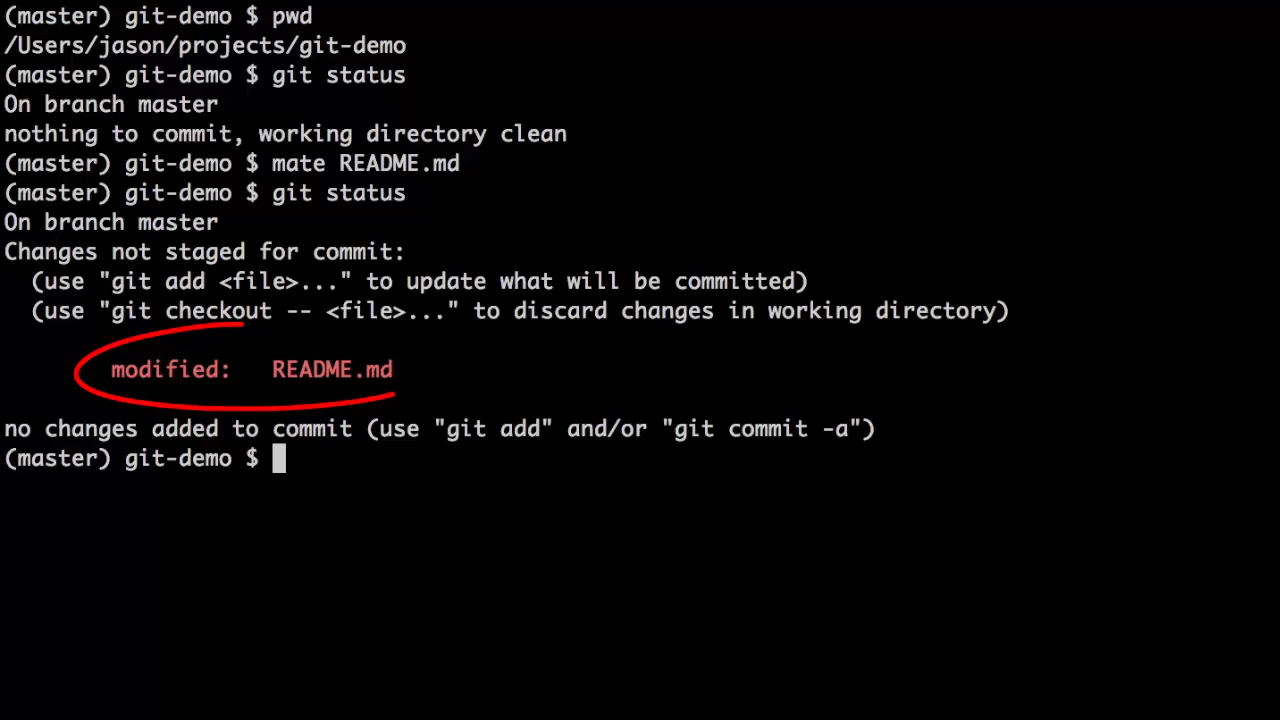 (master) git-demo $ pwd
/Users/jason/projects/git-demo
(master) git-demo $ git status
On branch master
nothing to commit, working directory clean
(master) git-demo $ mate README.md
(master) git-demo $ git status
On branch master
Changes not staged for commit:
  (use "git add <file>..." to update what will be committed)
  (use "git checkout -- <file>..." to discard changes in working directory)
        modified:   README.md
no changes added to commit (use "git add" and/or "git commit -a")
(master) git-demo $